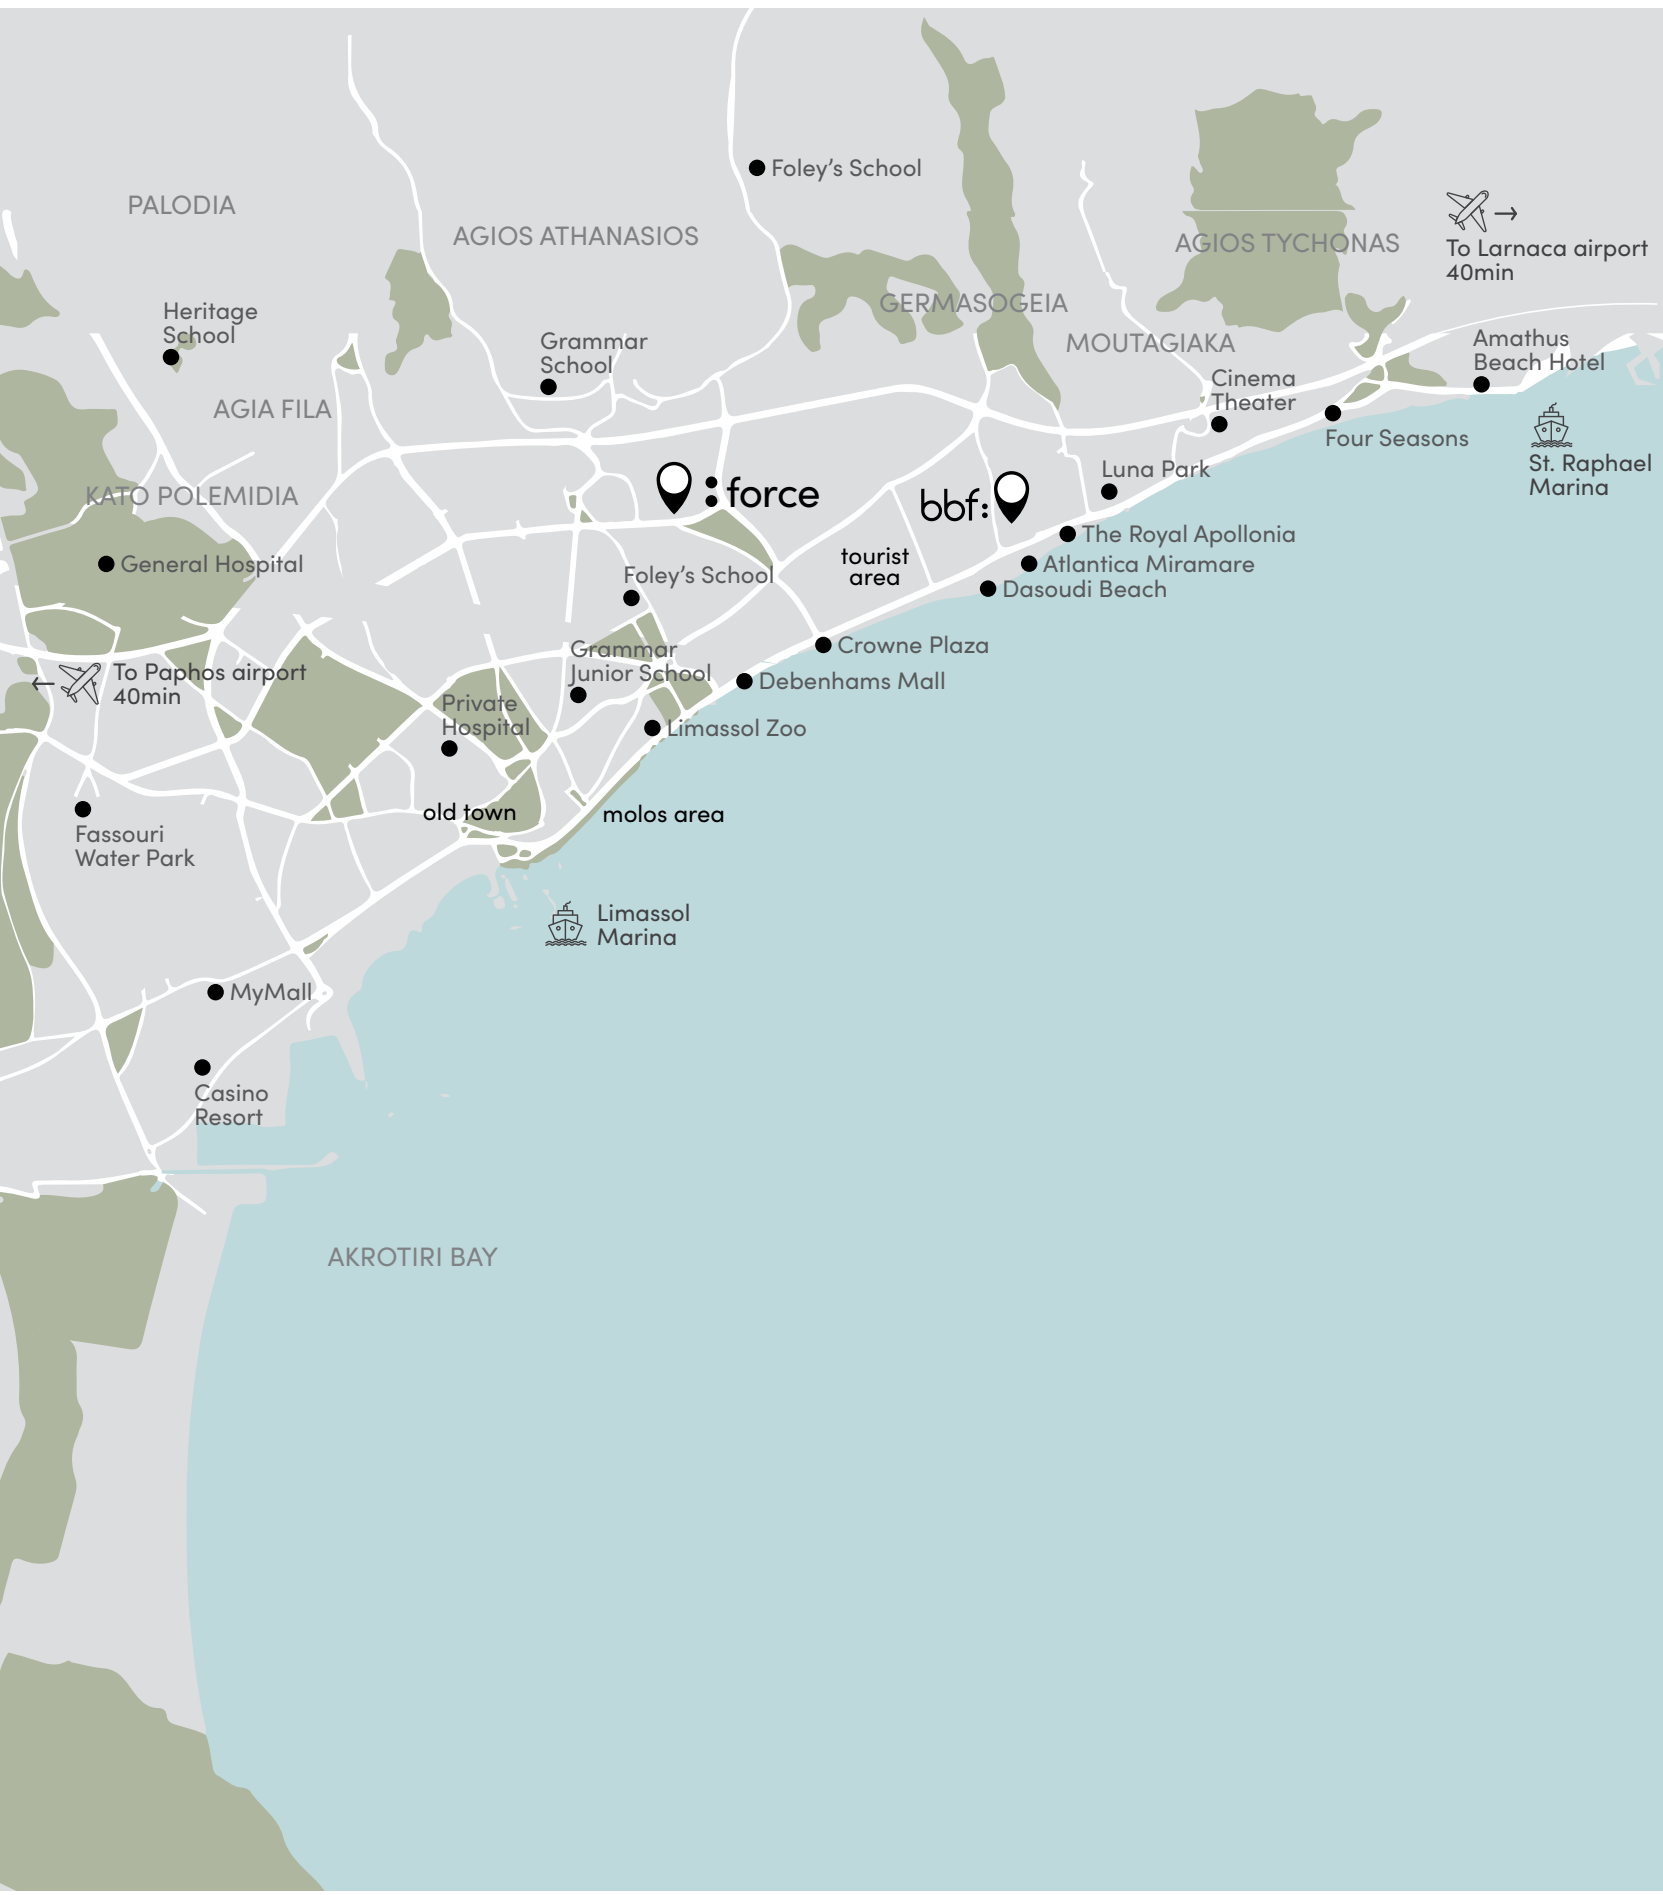 Foley's School
PALODIA
AGIOS ATHANASIOS
AGIOS TYCHONAS
To Larnaca airport
40min
GERMASOGEIA
Heritage
School
Grammar
School
MOUTAGIAKA
Amathus
Beach Hotel
Cinema
Theater
AGIA FILA
Four Seasons
St. Raphael
Marina
Luna Park
KATO POLEMIDIA
:force
bbf:
The Royal Apollonia
tourist
area
General Hospital
Atlantica Miramare
Foley's School
Dasoudi Beach
Grammar
Junior School
Crowne Plaza
To Paphos airport
40min
Debenhams Mall
Private
Hospital
Limassol Zoo
old town
molos area
Fassouri
Water Park
Limassol
Marina
MyMall
Casino
Resort
AKROTIRI BAY